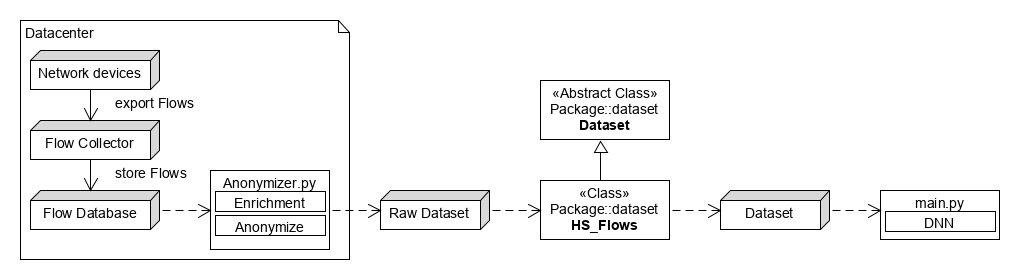 Datacenter
Network devices
export Flows
Flow Collector
store Flows
Flow Database
Anonymizer.py
Enrichment
Anonymize
Raw Dataset
«Abstract Class»
Package::dataset
Dataset
«Class»
Package::dataset
HS_Flows
Dataset
main.py
DNN